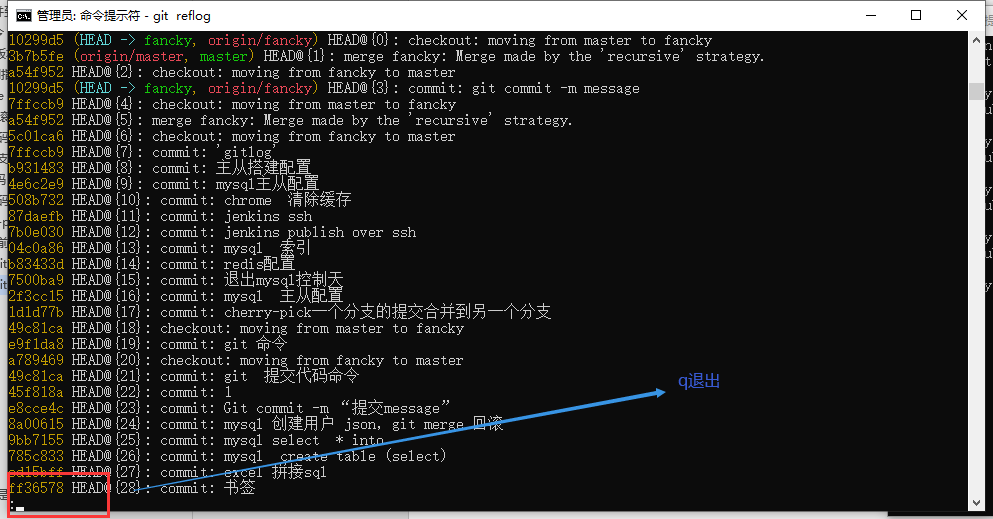 管理员: 命令提示符 - git reflog
10299d5 (HEAD -> fancky, origin/fancky) HEAD@{0}: checkout: moving from master to fancky
3b7b5fe (origin/master, master) HEAD@{1}: merge fancky: Merge made by the 'recursive' strategy.
a54f952 HEAD@{2}: checkout: moving from fancky to master
10299d5 (HEAD -> fancky, origin/fancky) HEAD@{3}: commit: git commit -m message
7ffccb9 HEAD@{4}: checkout: moving from master to fancky
a54f952 HEAD@{5}: merge fancky: Merge made by the 'recursive' strategy.
5c01ca6 HEAD@{6}: checkout: moving from fancky to master
7ffccb9 HEAD@{7}: commit: 'gitlog'
b931483 HEAD@{8}: commit: 主从搭建配置
4e6c2e9 HEAD@{9}: commit: mysql主从配置
508b732 HEAD@{10}: commit: chrome 清除缓存
87daefb HEAD@{11}: commit: jenkins ssh
7b0e030 HEAD@{12}: commit: jenkins publish over ssh
04c0a86 HEAD@{13}: commit: mysql 索引
b83433d HEAD@{14}: commit: redis配置
7500ba9 HEAD@{15}: commit: 退出mysql控制天
2f3cc15 HEAD@{16}: commit: mysql 主从配置
1d1d77b HEAD@{17}: commit: cherry-pick一个分支的提交合并到另一个分支
49c81ca HEAD@{18}: checkout: moving from master to fancky
e9f1da8 HEAD@{19}: commit: git 命令
a789469 HEAD@{20}: checkout: moving from fancky to master
49c81ca HEAD@{21}: commit: git 提交代码命令
45f818a HEAD@{22}: commit: 1
e8cce4c HEAD@{23}: commit: Git commit -m “提交message”
8a00615 HEAD@{24}: commit: mysql 创建用户 json, git merge 回滚
9bb7155 HEAD@{25}: commit: mysql select * into
785c833 HEAD@{26}: commit: mysql create table (select)
ed15bff HEAD@{27}: commit: excel 拼接sql
ff36578 HEAD@{28}: commit: 书签
:
q退出